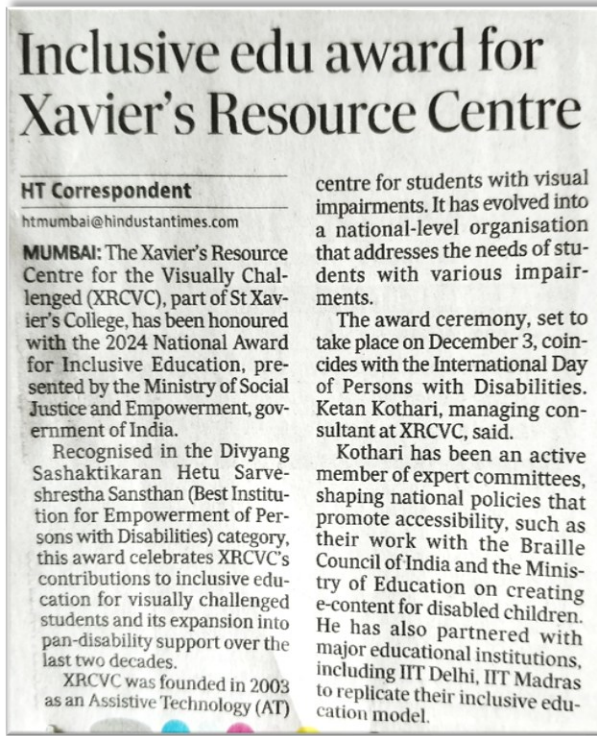 Inclusive edu award for
Xavier's Resource Centre
HT Correspondent
htmumbai@hindustantimes.com
MUMBAI: The Xavier's Resource
Centre for the Visually Chal-
lenged (XRCVC), part of St Xav-
ier's College, has been honoured
with the 2024 National Award
for Inclusive Education, pre-
sented by the Ministry of Social
Justice and Empowerment, gov-
ernment of India.
Recognised in the Divyang
Sashaktikaran Hetu Sarve-
shrestha Sansthan (Best Institu-
tion for Empowerment of Per-
sons with Disabilities) category,
this award celebrates XRCVC's
contributions to inclusive edu-
cation for visually challenged
students and its expansion into
pan-disability support over the
last two decades.
XRCVC was founded in 2003
as an Assistive Technology (AT)
centre for students with visual
impairments. It has evolved into
a national-level organisation
that addresses the needs of stu-
dents with various impair-
ments.
The award ceremony, set to
take place on December 3, coin-
cides with the International Day
of Persons with Disabilities.
Ketan Kothari, managing con-
sultant at XRCVC, said.
Kothari has been an active
member of expert committees,
shaping national policies that
promote accessibility, such as
their work with the Braille
Council of India and the Minis-
try of Education on creating
e-content for disabled children.
He has also partnered with
major educational institutions,
including IIT Delhi, IIT Madras
to replicate their inclusive edu-
cation model.